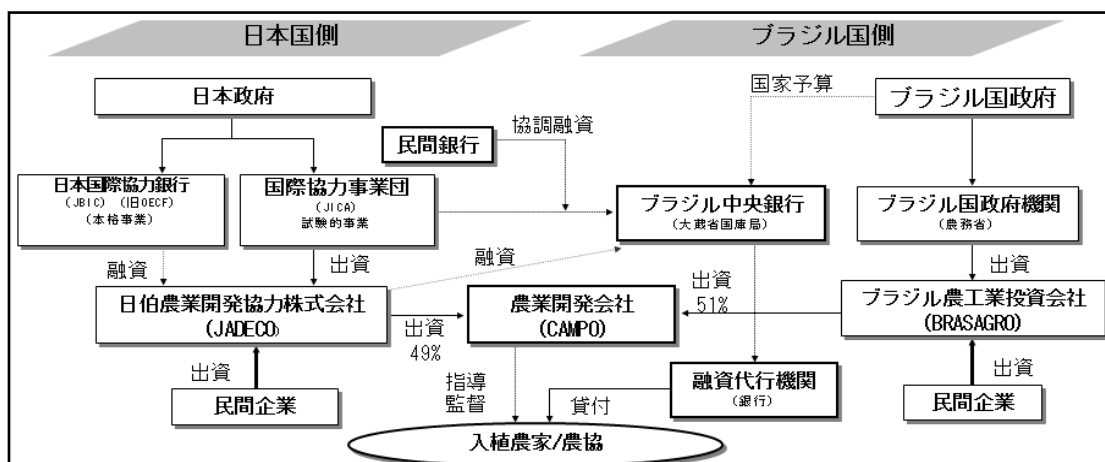 日本国側
ブラジル国側
日本政府
国家予算
ブラジル国政府
民間銀行
協調融資
日本国際協力銀行
(JBIC) (旧OECF)
(本格事業)
国際協力事業団
(JICA)
試験的事業
ブラジル中央銀行
(大蔵省国庫局)
ブラジル国政府機関
(農務省)
融資
出資
融資
出資
51%
出資
日伯農業開発協力株式会社
(JADECO)
出資
49%
農業開発会社
(CAMPO)
ブラジル農工業投資会社
(BRASAGRO)
出資
民間企業
指導
監督
貸付
融資代行機関
(銀行)
出資
民間企業
入植農家/農協